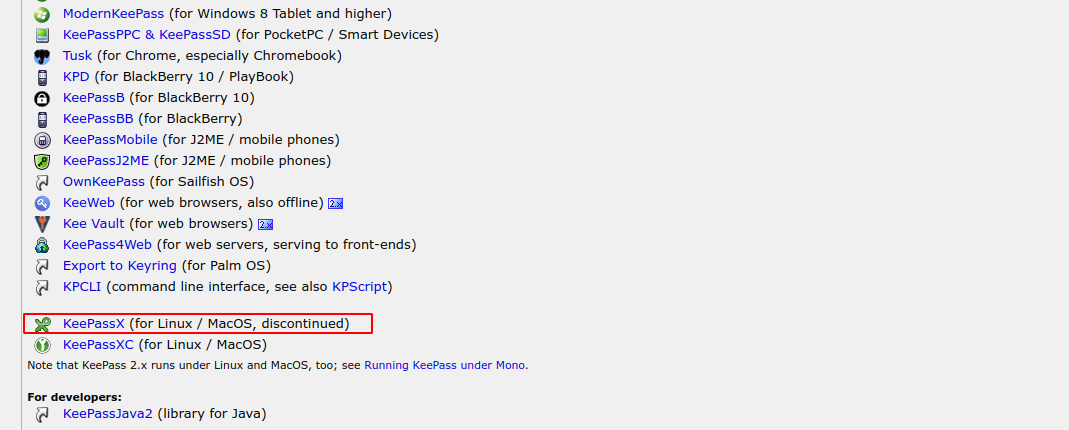 ModernKeePass (for Windows 8 Tablet and higher)
KeePassPPC & KeePassSD (for PocketPC / Smart Devices)
Tusk (for Chrome, especially Chromebook)
KPD (for BlackBerry 10 / PlayBook)
KeePassB (for BlackBerry 10)
KeePassBB (for BlackBerry)
KeePassMobile (for J2ME / mobile phones)
KeePassJ2ME (for J2ME / mobile phones)
OwnKeePass (for Sailfish OS)
KeeWeb (for web browsers, also offline) 2.x
Kee Vault (for web browsers) 2.x
KeePass4Web (for web servers, serving to front-ends)
Export to Keyring (for Palm OS)
KPCLI (command line interface, see also KPScript)
KeePassX (for Linux / MacOS, discontinued)
KeePassXC (for Linux / MacOS)
Note that KeePass 2.x runs under Linux and MacOS, too; see Running KeePass under Mono.
For developers:
KeePassJava2 (library for Java)